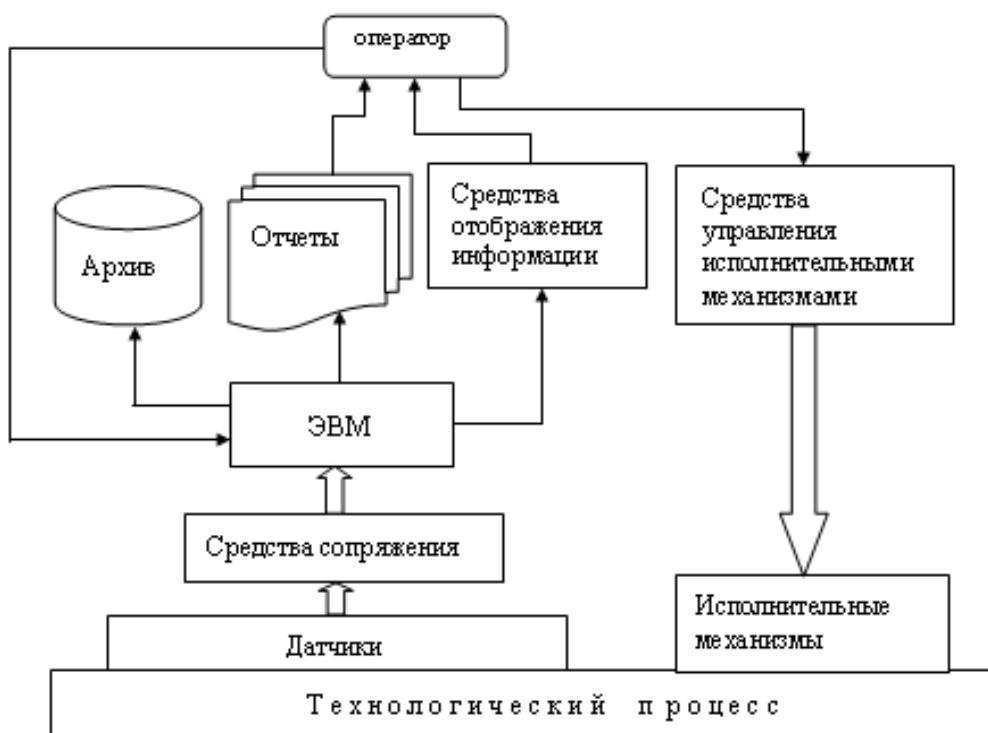 оператор
Архив
Отчеты
Средства
отображения
информации
Средства
управления
исполнительными
механизмами
ЭВМ
Средства сопряжения
Датчики
Исполнительные
механизмы
Технологический процесс